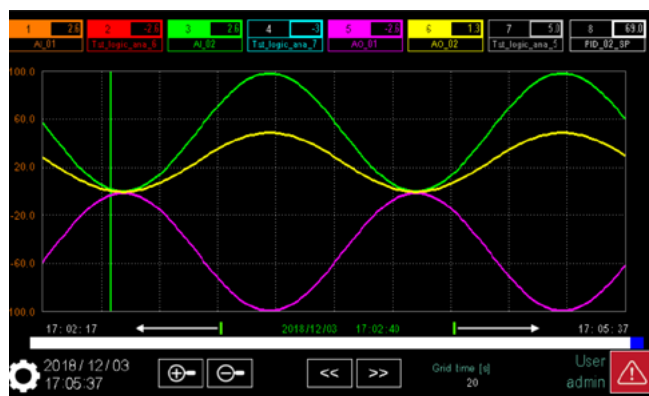 1 2.6 2 -2.6 3 2.6 4 -3 5 -2.6 6 1.3 7 5.0 8 69.0
AI_01 Tst_logic_ana_6 AI_02 Tst_logic_ana_7 AO_01 AO_02 Tst_logic_ana_5 PID_02_SP
100.0
60.0
20.0
-20.0
-60.0
100.0
17:02:17 2018/12/03 17:02:40 17:05:37
2018/12/03
17:05:37
<< >>
Grid time [s]
20
User
admin